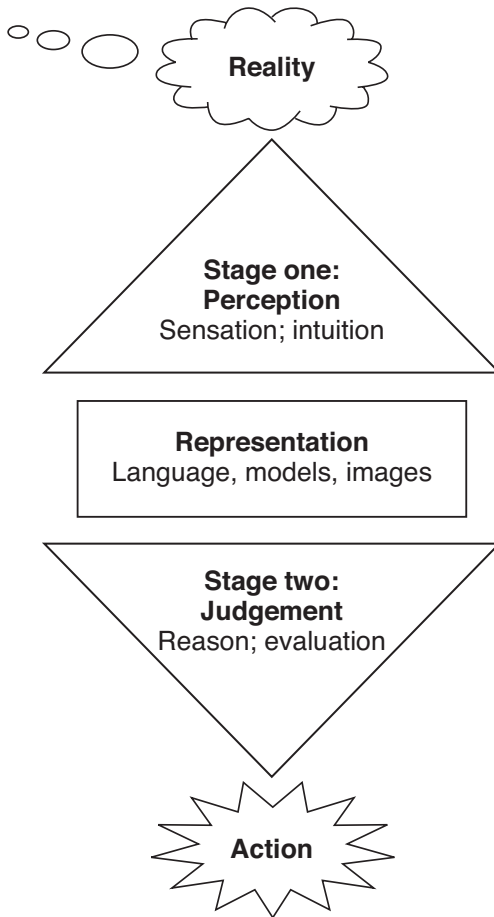 Reality
Stage one:
Perception
Sensation; intuition
Representation
Language, models, images
Stage two:
Judgement
Reason; evaluation
Action